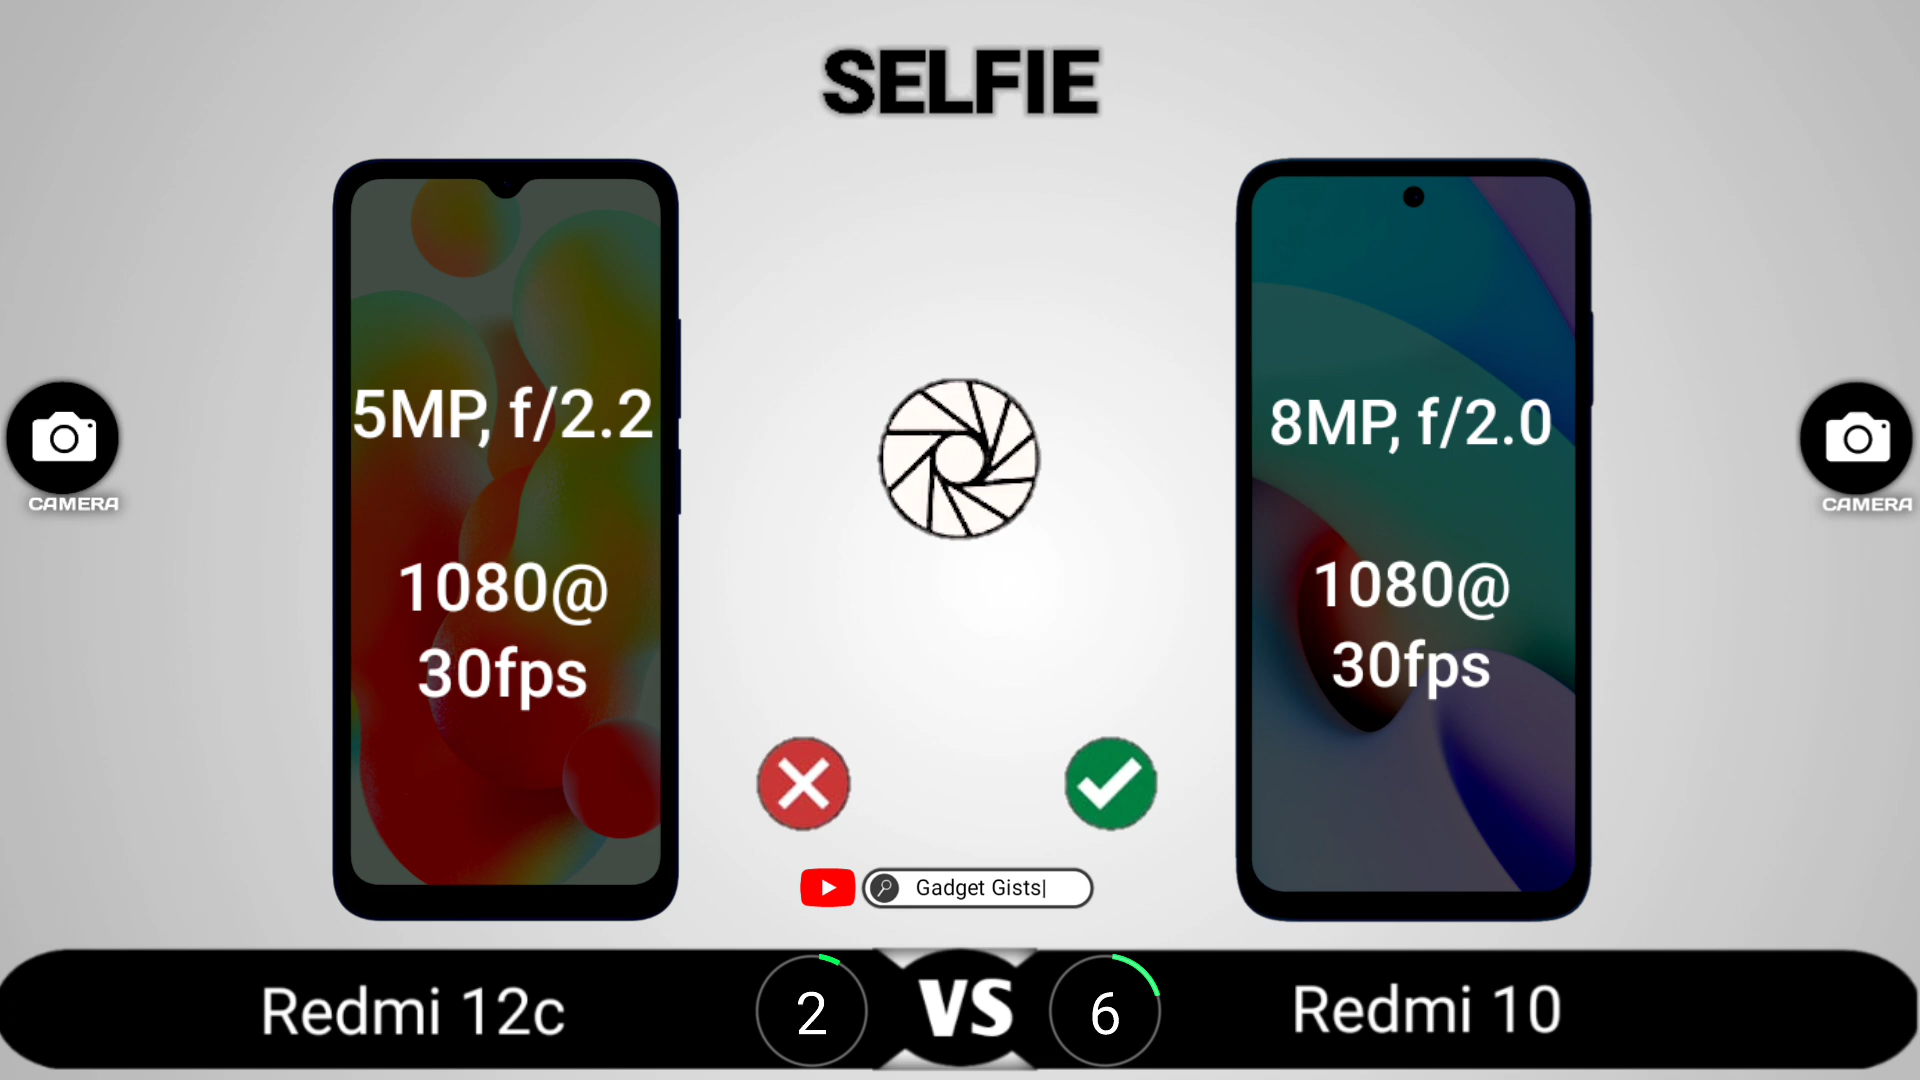 SELFIE
5MP, f/2.2
1080@
30fps
8MP, f/2.0
1080@
30fps
CAMERA
CAMERA
Gadget Gists|
Redmi 12c
2
VS
6
Redmi 10